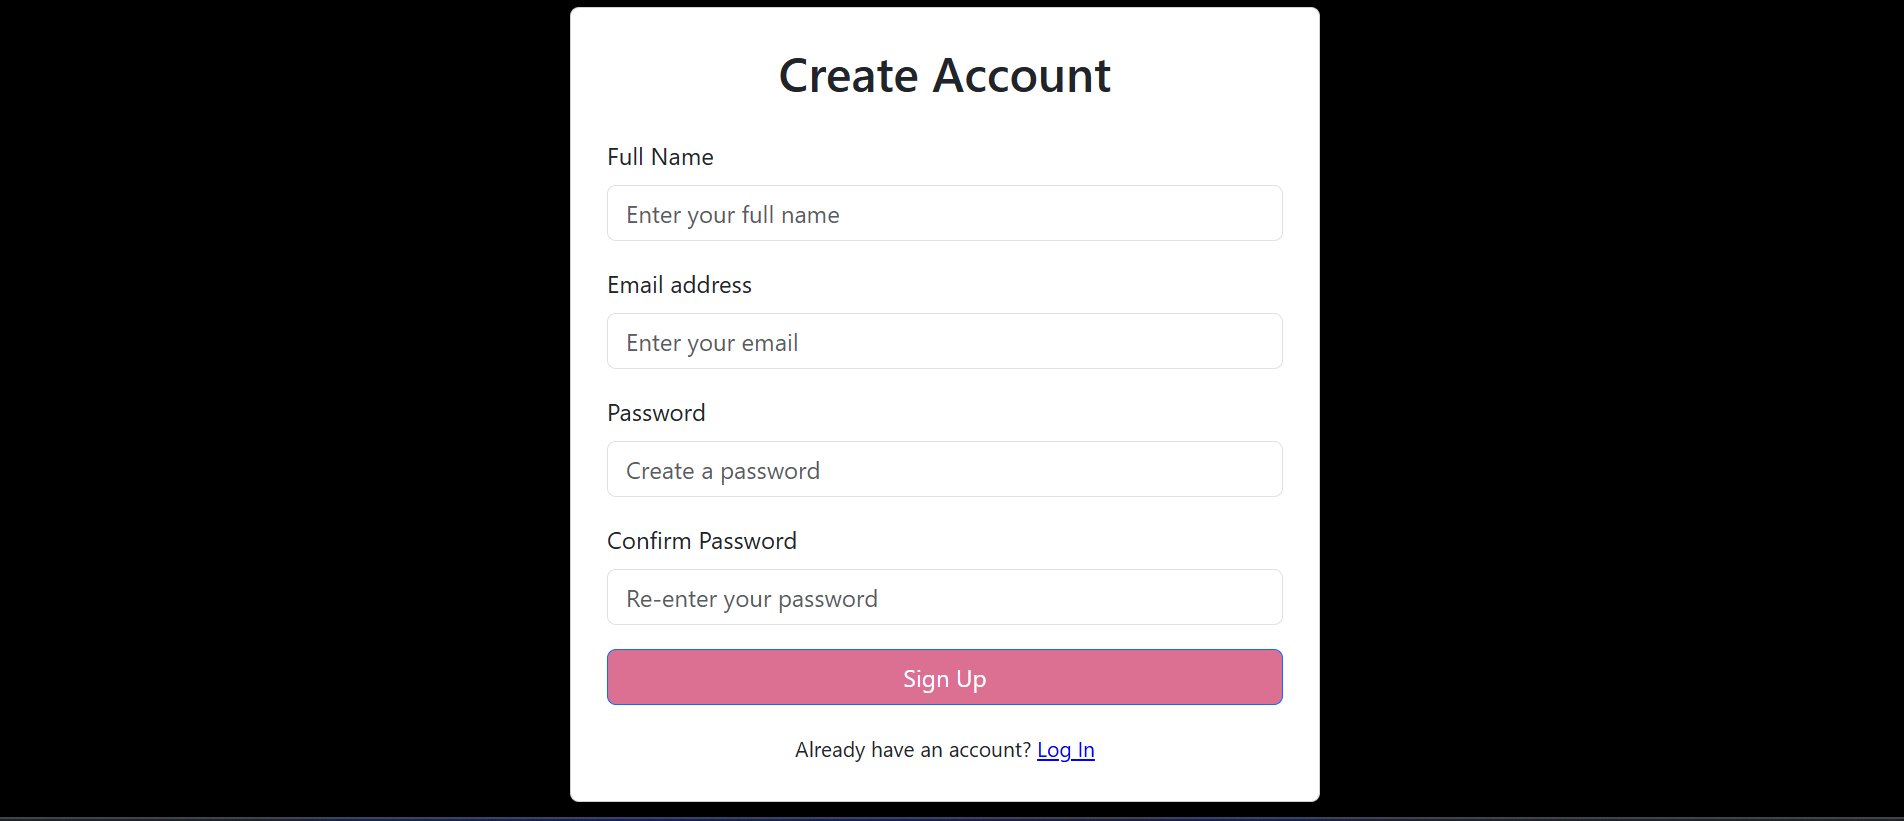 Create Account
Full Name
Enter your full name
Email address
Enter your email
Password
Create a password
Confirm Password
Re-enter your password
Sign Up
Already have an account? Log In